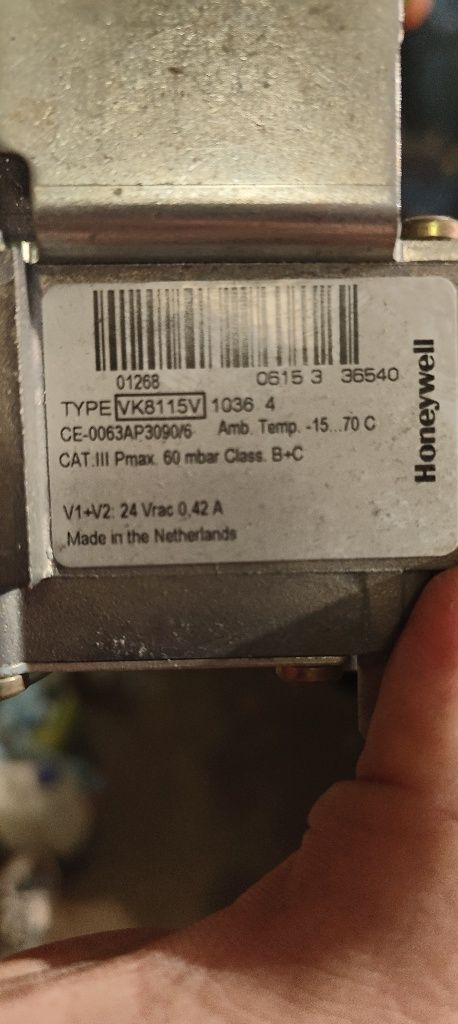 01268 0615 3 36540
TYPE VK8115V 1036 4
CE-0063AP3090/6 Amb. Temp. -15...70 C
CAT.III Pmax. 60 mbar Class. B+C
V1+V2: 24 Vrac 0,42 A
Made in the Netherlands
Honeywell